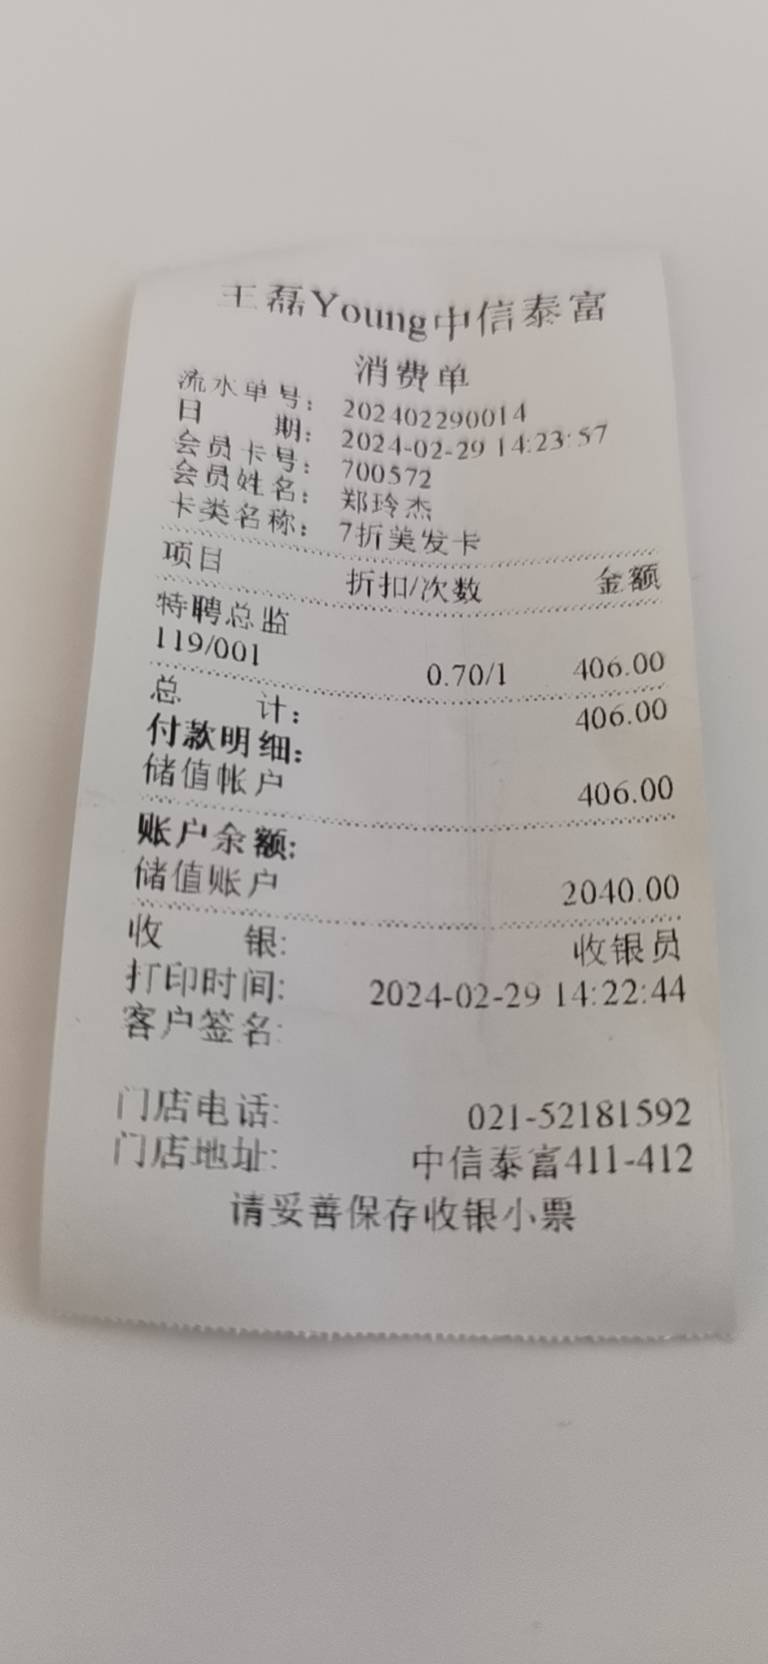 王磊Young中信泰富
消费单
流水单号： 202402290014
日 期： 2024-02-29 14:23:57
会员卡号： 700572
会员姓名： 郑玲杰
卡类名称： 7折美发卡
项目 折扣/次数 金额
特聘总监
119/001 0.70/1 406.00
总 计： 406.00
付款明细:
储值帐户 406.00
账户余额:
储值账户 2040.00
收 银: 收银员
打印时间: 2024-02-29 14:22:44
客户签名:
门店电话: 021-52181592
门店地址: 中信泰富411-412
请妥善保存收银小票